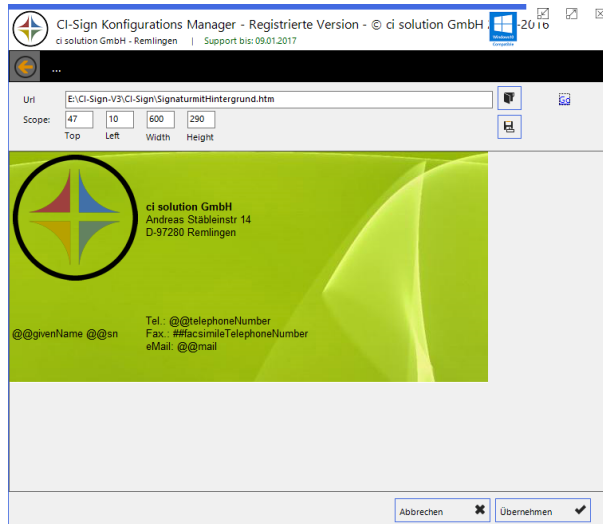 CI-Sign Konfigurations Manager - Registrierte Version - © ci solution GmbH 2-2016
ci solution GmbH - Remlingen | Support bis: 09.01.2017
...
Url E:\CI-Sign-V3\CI-Sign\SignaturmitHintergrund.htm Go
Scope: 47 10 600 290
Top Left Width Height
ci solution GmbH
Andreas Stäbleinstr 14
D-97280 Remlingen
Tel.: @@telephoneNumber
@@givenName @@sn Fax.: ##facsimileTelephoneNumber
eMail: @@mail
Abbrechen Übernehmen